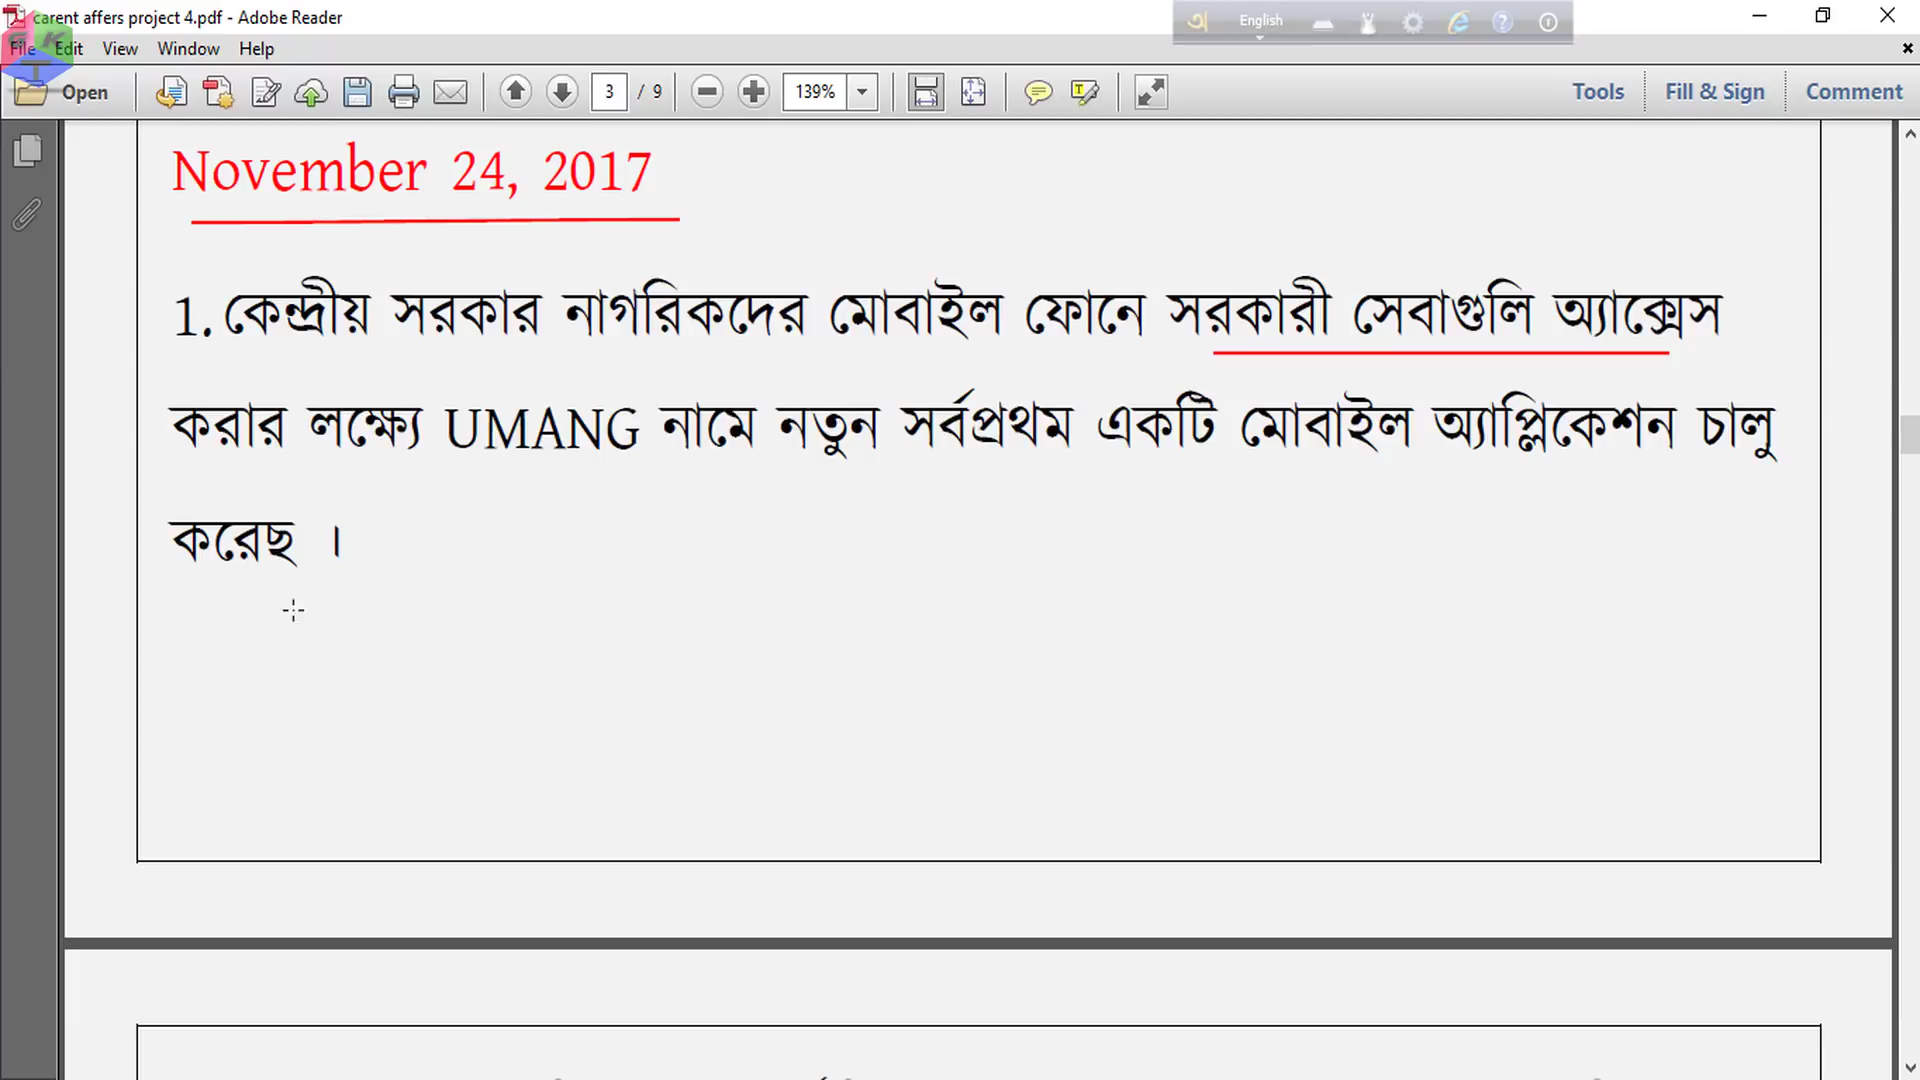 carent affers project 4.pdf - Adobe Reader
English
File Edit View Window Help
Open 3 / 9 139% Tools Fill & Sign Comment
November 24, 2017
1. কেন্দ্রীয় সরকার নাগরিকদের মোবাইল ফোনে সরকারী সেবাগুলি অ্যাক্সেস
করার লক্ষ্যে UMANG নামে নতুন সর্বপ্রথম একটি মোবাইল অ্যাপ্লিকেশন চালু
করেছ ।